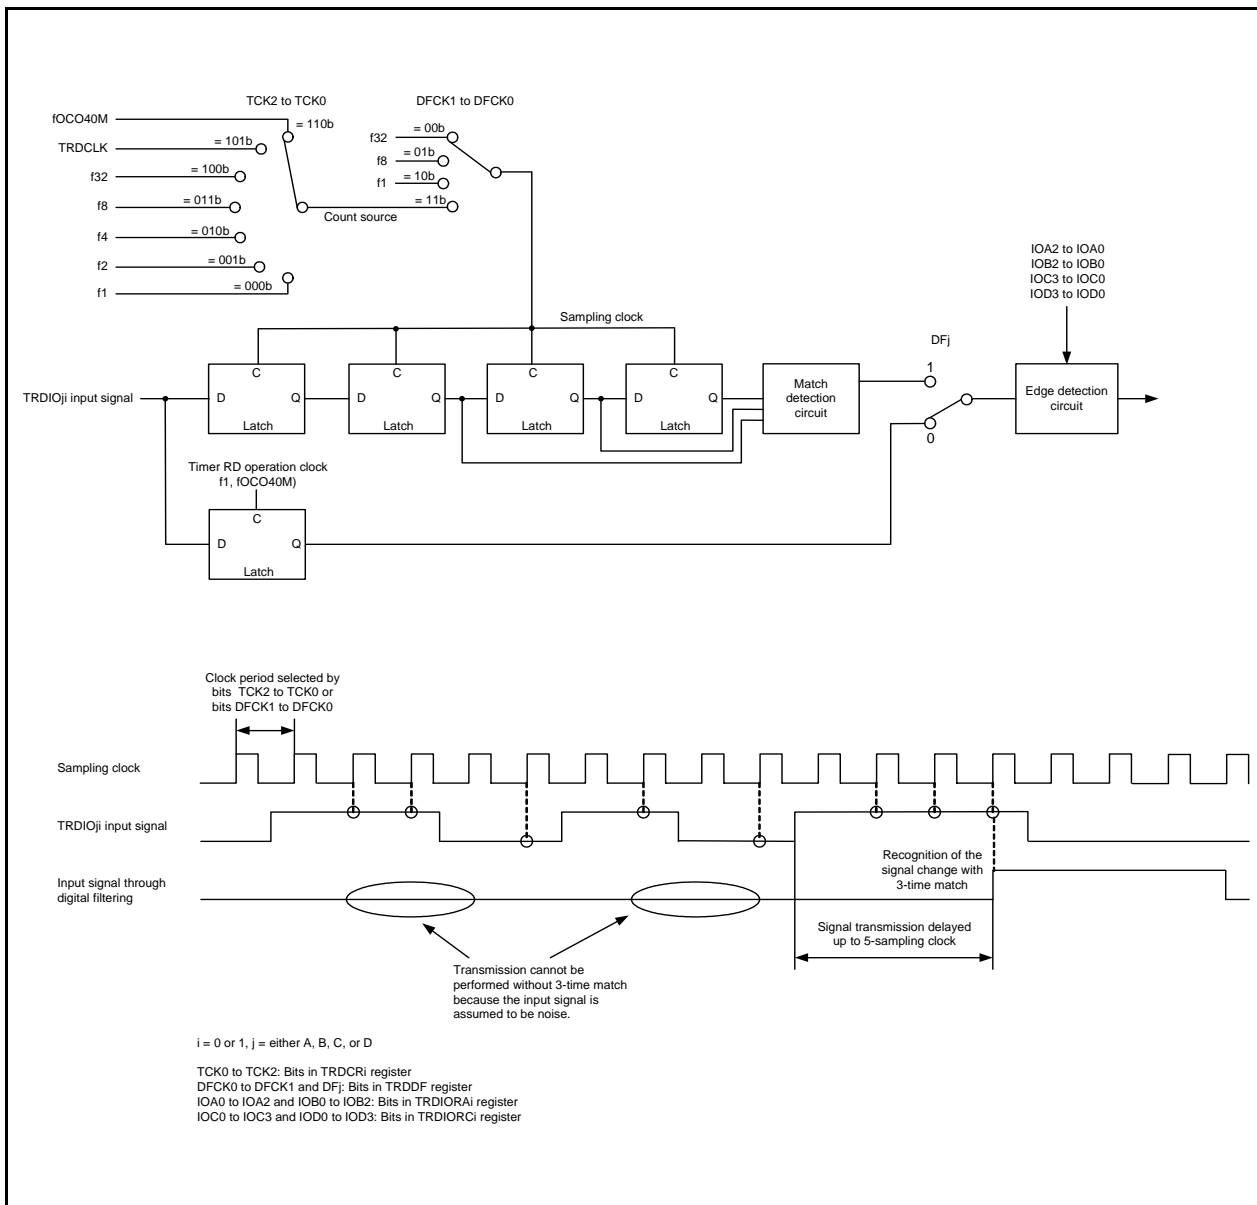 TCK2 to TCK0
DFCK1 to DFCK0
fOCO40M
= 110b
TRDCLK
= 101b
f32
= 100b
f8
= 011b
f4
= 010b
f2
= 001b
f1
= 000b
f32
= 00b
f8
= 01b
f1
= 10b
= 11b
Count source
IOA2 to IOA0
IOB2 to IOB0
IOC3 to IOC0
IOD3 to IOD0
Sampling clock
DFj
TRDIOji input signal
C
D
Q
Latch
C
D
Q
Latch
C
D
Q
Latch
C
D
Q
Latch
Match
detection
circuit
1
0
Edge detection
circuit
Timer RD operation clock
f1, fOCO40M)
C
D
Q
Latch
Clock period selected by
bits TCK2 to TCK0 or
bits DFCK1 to DFCK0
Sampling clock
TRDIOji input signal
Recognition of the
signal change with
3-time match
Input signal through
digital filtering
Signal transmission delayed
up to 5-sampling clock
Transmission cannot be
performed without 3-time match
because the input signal is
assumed to be noise.
i = 0 or 1, j = either A, B, C, or D
TCK0 to TCK2: Bits in TRDCRi register
DFCK0 to DFCK1 and DFj: Bits in TRDDF register
IOA0 to IOA2 and IOB0 to IOB2: Bits in TRDIORAi register
IOC0 to IOC3 and IOD0 to IOD3: Bits in TRDIORCi register